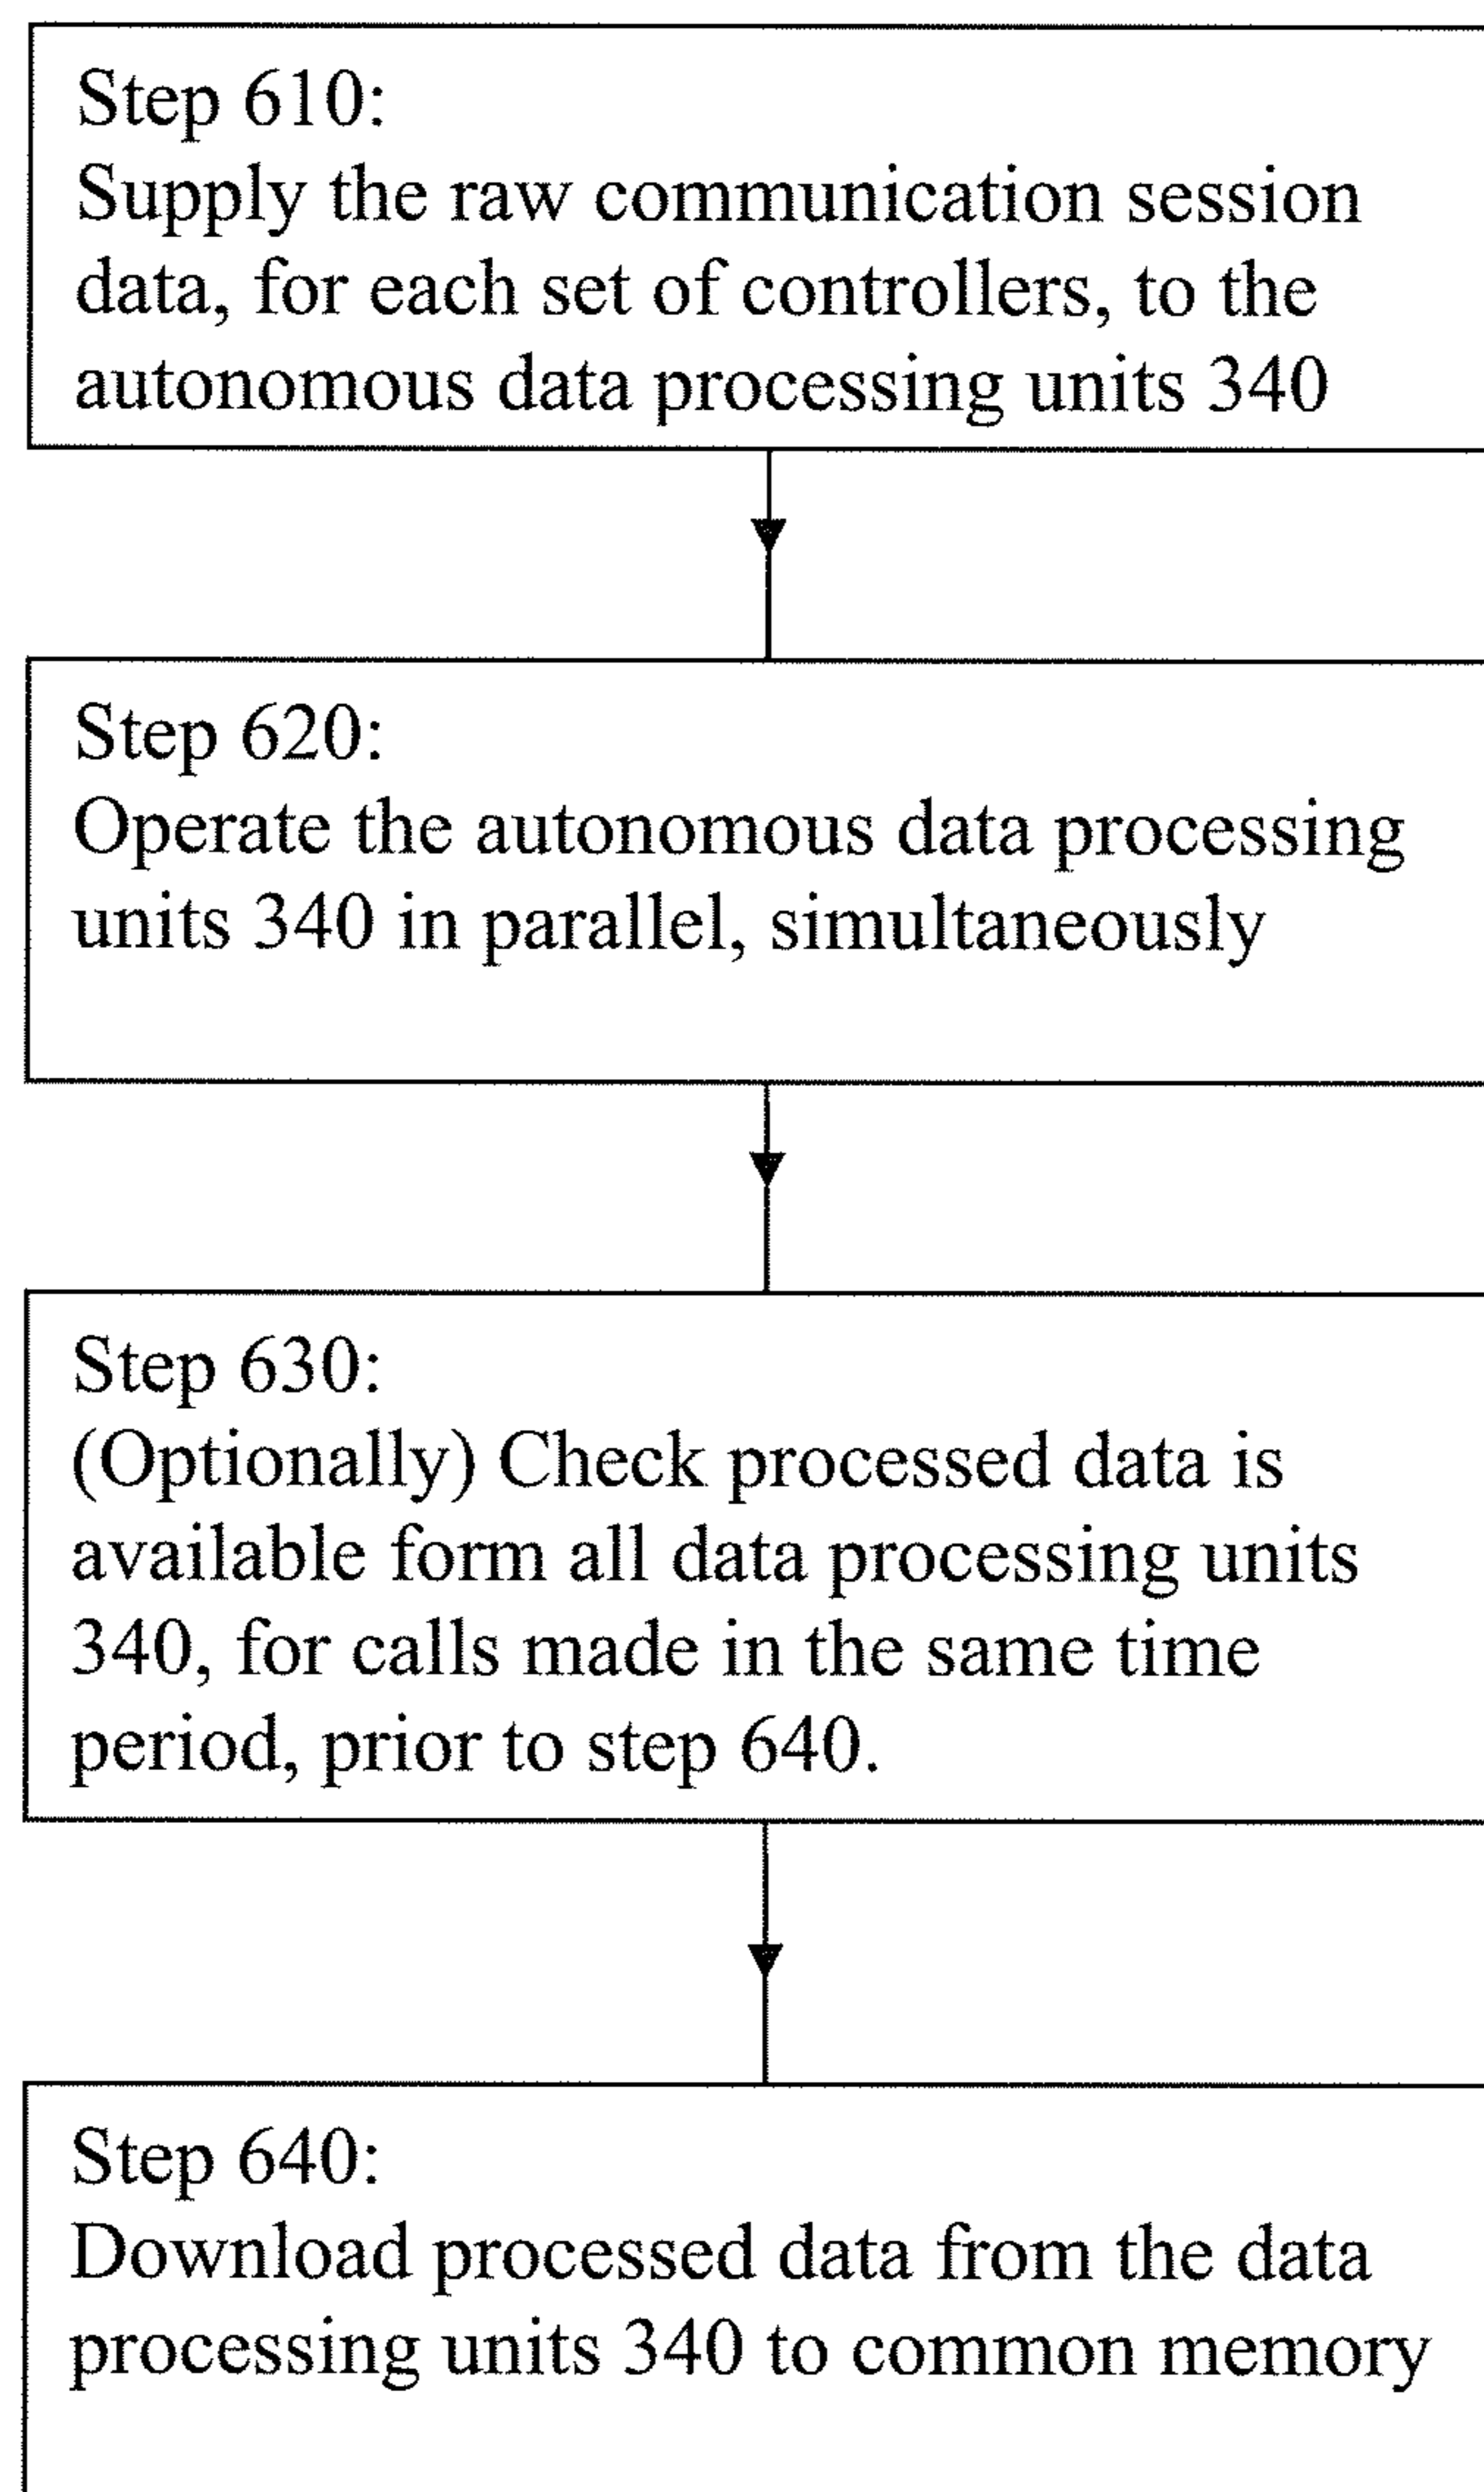 Step 610:
Supply the raw communication session
data, for each set of controllers, to the
autonomous data processing units 340
Step 620:
Operate the autonomous data processing
units 340 in parallel, simultaneously
Step 630:
(Optionally) Check processed data is
available form all data processing units
340, for calls made in the same time
period, prior to step 640.
Step 640:
Download processed data from the data
processing units 340 to common memory